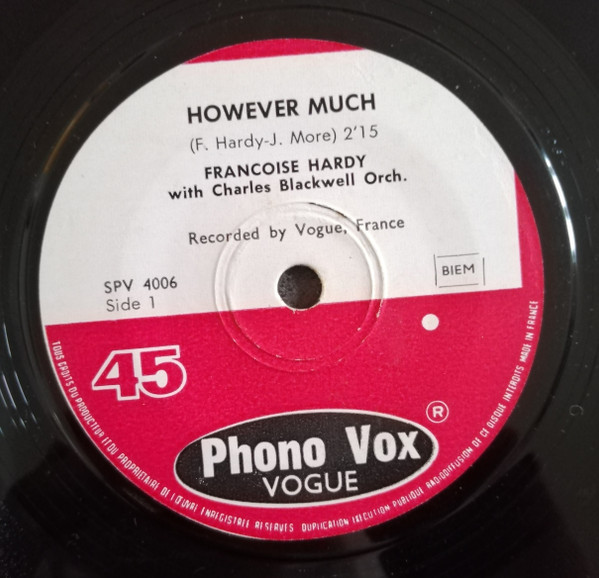 HOWEVER MUCH
(F. Hardy-J. More) 2'15
FRANCOISE HARDY
with Charles Blackwell Orch.
Recorded by Vogue, France
BIEM
SPV 4006
Side 1
45
Phono Vox ®
VOGUE
TOUS DROITS DU PRODUCTEUR ET DU PROPRIETAIRE DE L'ŒUVRE ENREGISTREE RESERVES DUPLICATION EXECUTION PUBLIQUE RADIODIFFUSION DE CE DISQUE INTERDITS MADE IN FRANCE